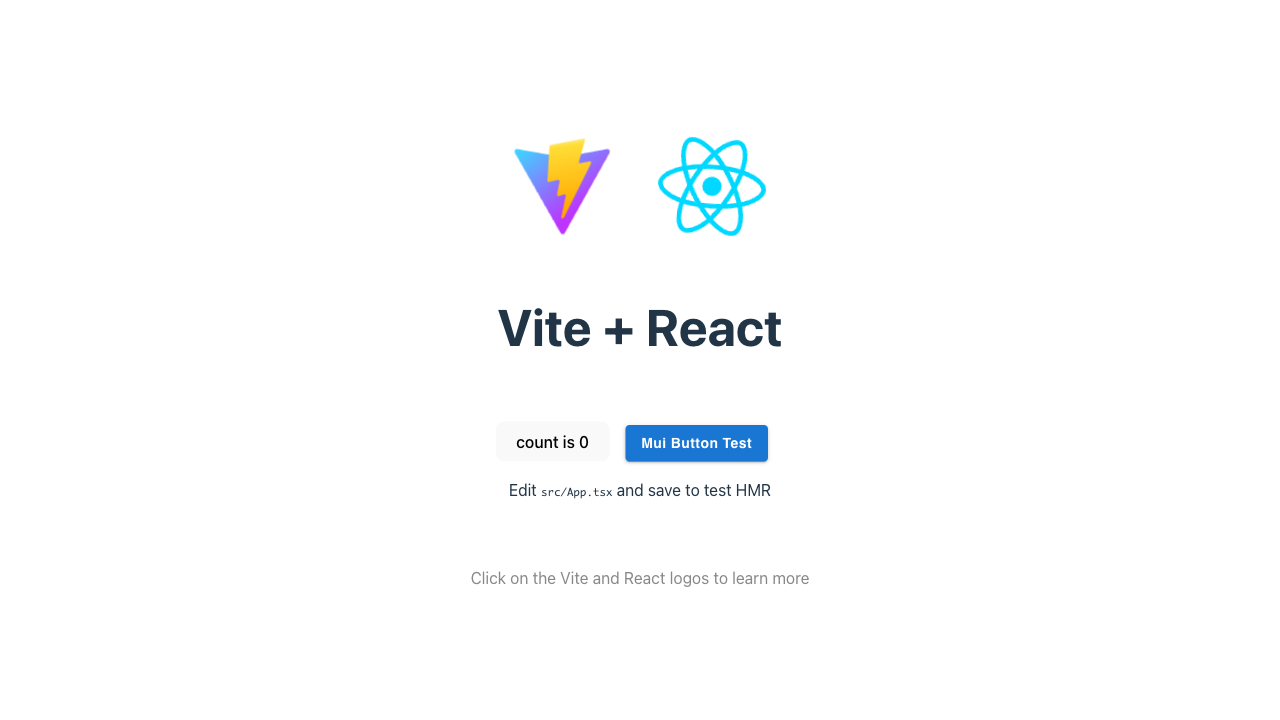 Vite + React
count is 0 Mui Button Test
Edit src/App.tsx and save to test HMR
Click on the Vite and React logos to learn more